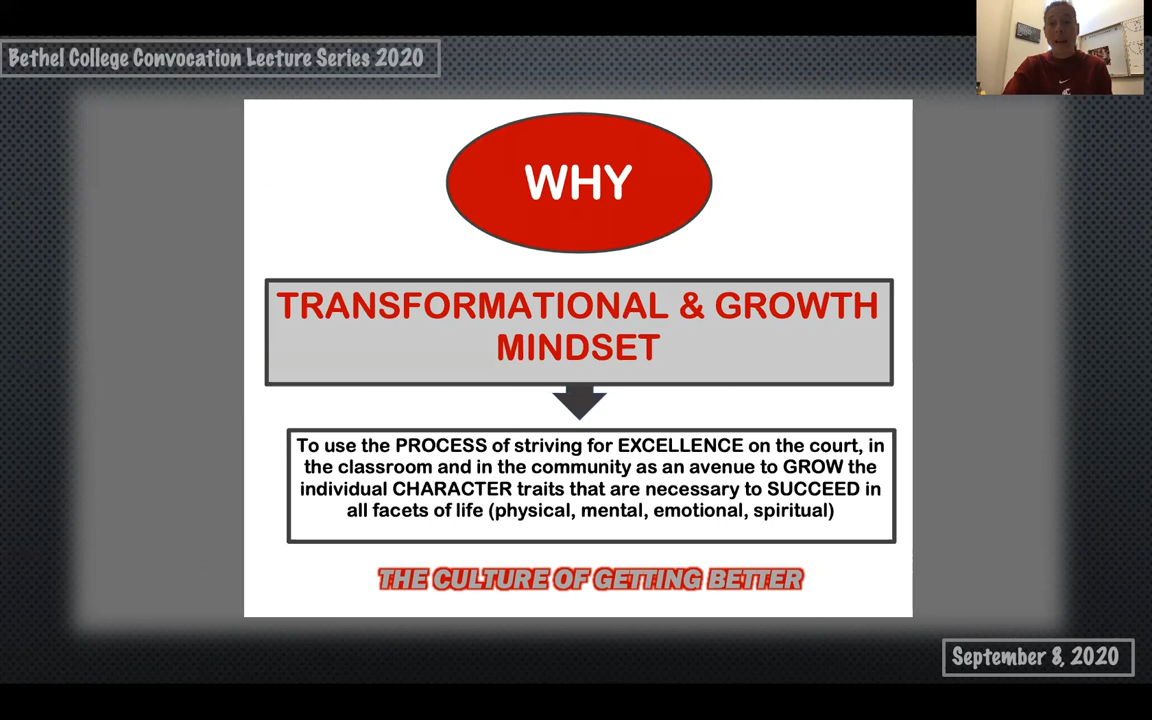 Bethel College Convocation Lecture Series 2020
WHY
TRANSFORMATIONAL & GROWTH
MINDSET
To use the PROCESS of striving for EXCELLENCE on the court, in
the classroom and in the community as an avenue to GROW the
individual CHARACTER traits that are necessary to SUCCEED in
all facets of life (physical, mental, emotional, spiritual)
THE CULTURE OF GETTING BETTER
September 8, 2020